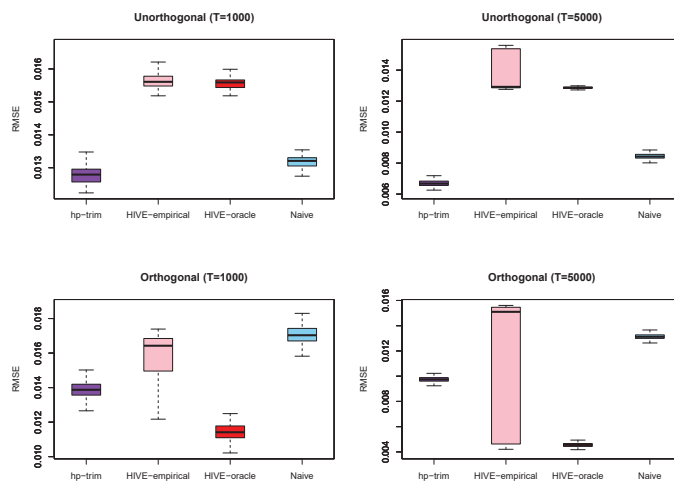 Unorthogonal (T=1000)
RMSE
0.016
0.015
0.014
0.013
hp−trim HIVE−empirical HIVE−oracle Naive
Unorthogonal (T=5000)
RMSE
0.014
0.012
0.010
0.008
0.006
hp−trim HIVE−empirical HIVE−oracle Naive
Orthogonal (T=1000)
RMSE
0.018
0.016
0.014
0.012
0.010
hp−trim HIVE−empirical HIVE−oracle Naive
Orthogonal (T=5000)
RMSE
0.016
0.012
0.008
0.004
hp−trim HIVE−empirical HIVE−oracle Naive